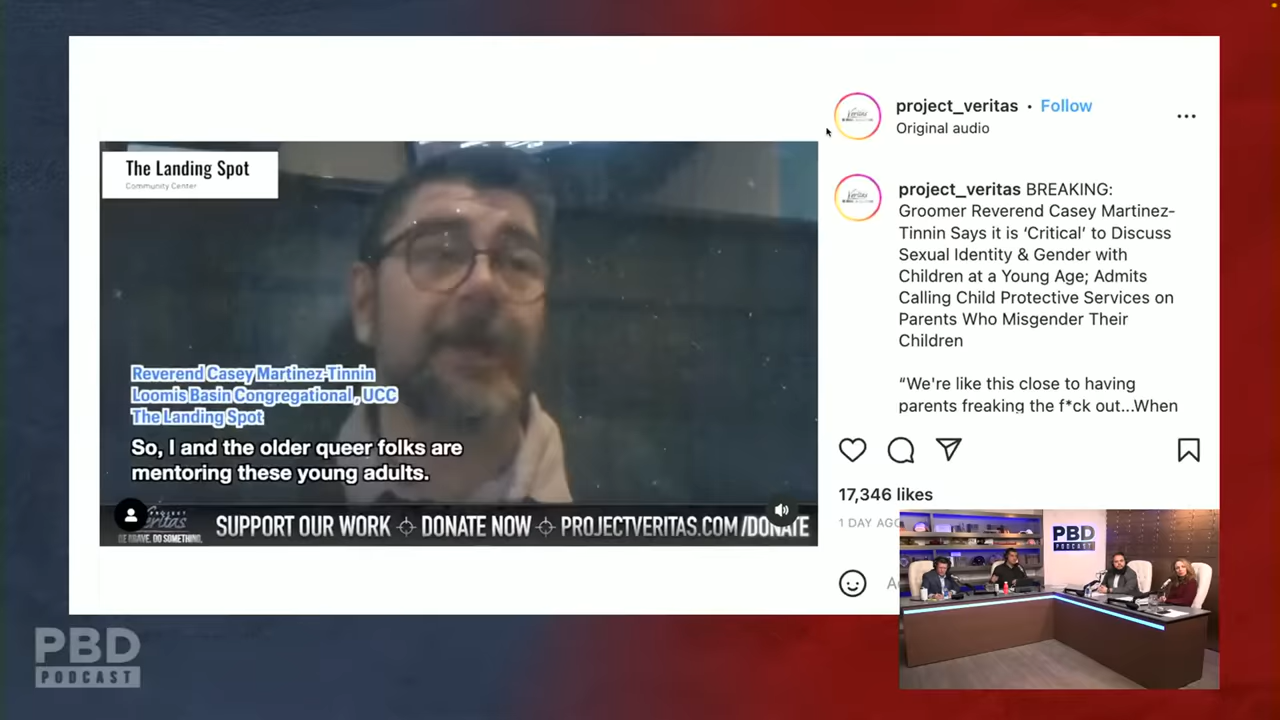 The Landing Spot
Community Center
Reverend Casey Martinez-Tinnin
Loomis Basin Congregational, UCC
The Landing Spot
So, I and the older queer folks are
mentoring these young adults.
PROJECT
Veritas
BE BRAVE. DO SOMETHING.
SUPPORT OUR WORK DONATE NOW PROJECTVERITAS.COM/DONATE
project_veritas • Follow
Original audio
project_veritas BREAKING:
Groomer Reverend Casey Martinez-
Tinnin Says it is ‘Critical’ to Discuss
Sexual Identity & Gender with
Children at a Young Age; Admits
Calling Child Protective Services on
Parents Who Misgender Their
Children
“We're like this close to having
parents freaking the f*ck out...When
17,346 likes
1 DAY AGO
PBD
PODCAST
PBD
PODCAST